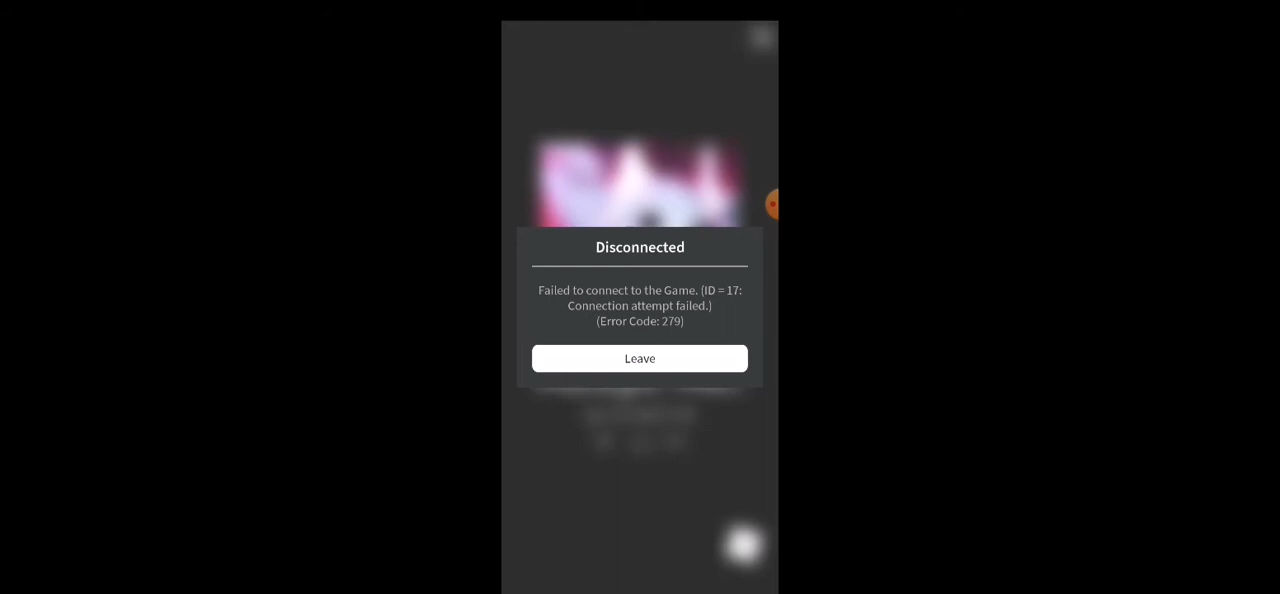 Disconnected
Failed to connect to the Game. (ID = 17:
Connection attempt failed.)
(Error Code: 279)
Leave